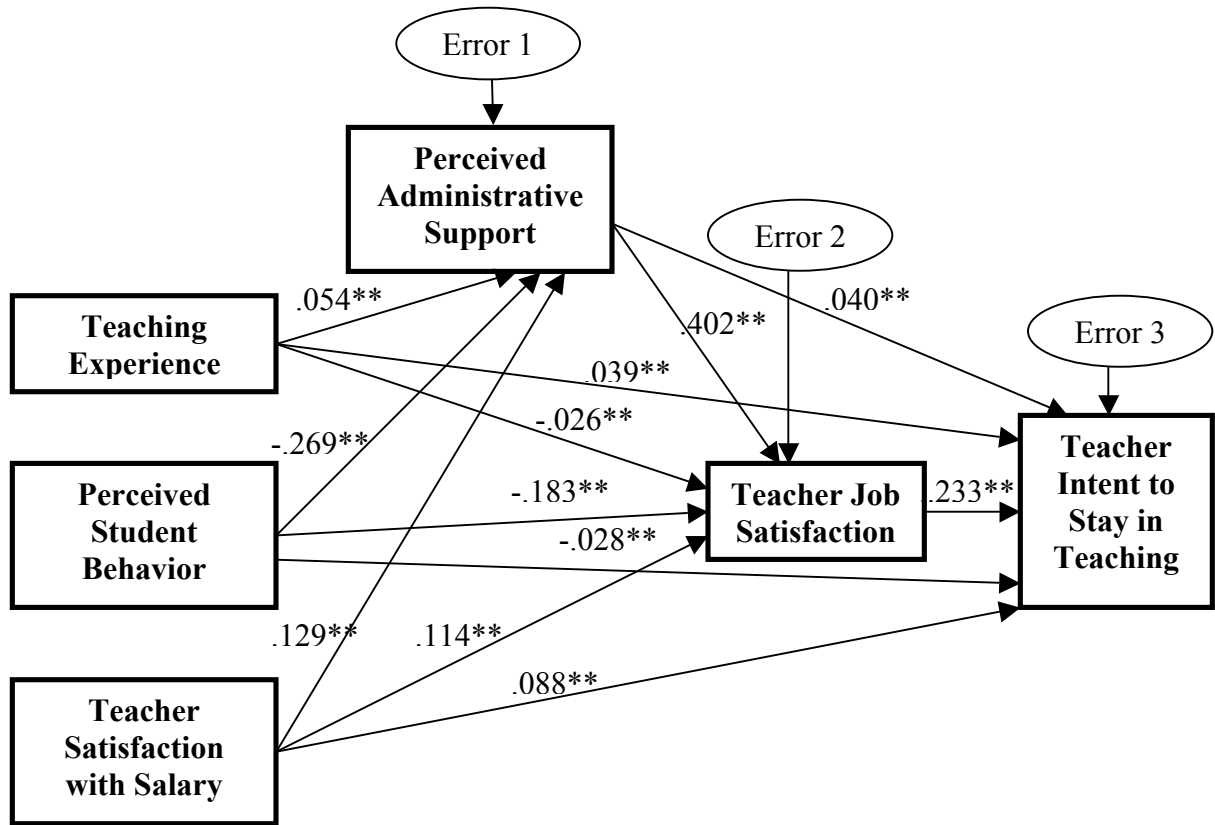 Error 1
Perceived
Administrative
Support
Error 2
.054**
.040**
.402**
Teaching
Experience
Error 3
.039**
-.026**
-.269**
Perceived
Student
Behavior
-.183**
-.028**
Teacher Job
Satisfaction
.233**
Teacher
Intent to
Stay in
Teaching
.129**
.114**
.088**
Teacher
Satisfaction
with Salary